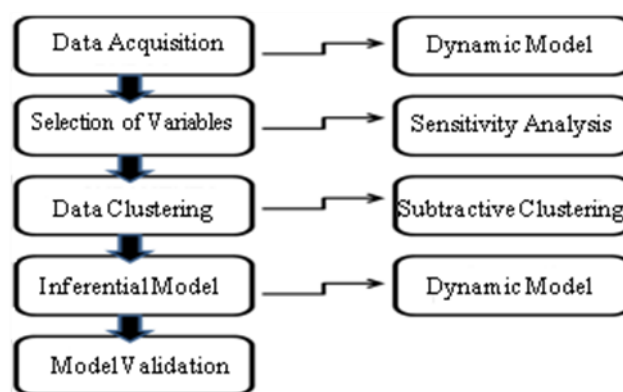 Data Acquisition
Dynamic Model
Selection of Variables
Sensitivity Analysis
Data Clustering
Subtractive Clustering
Inferential Model
Dynamic Model
Model Validation